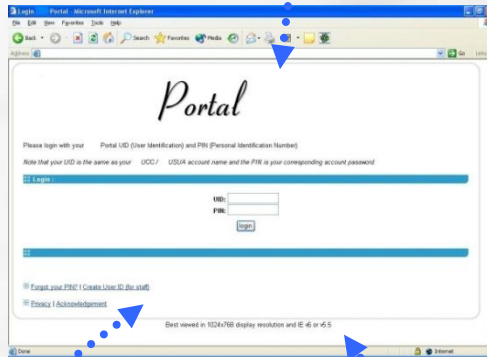 Login Portal - Microsoft Internet Explorer
File Edit View Favorites Tools Help
Back Search Favorites Media
Address Go Links
Portal
Please login with your Portal UID (User Identification) and PIN (Personal Identification Number)
Note that your UID is the same as your UCC / USUA account name and the PIN is your corresponding account password
Login :
UID:
PIN:
login
Forgot your PIN? | Create User ID (for staff)
Privacy | Acknowledgement
Best viewed in 1024x768 display resolution and IE v6 or v5.5
Done Internet